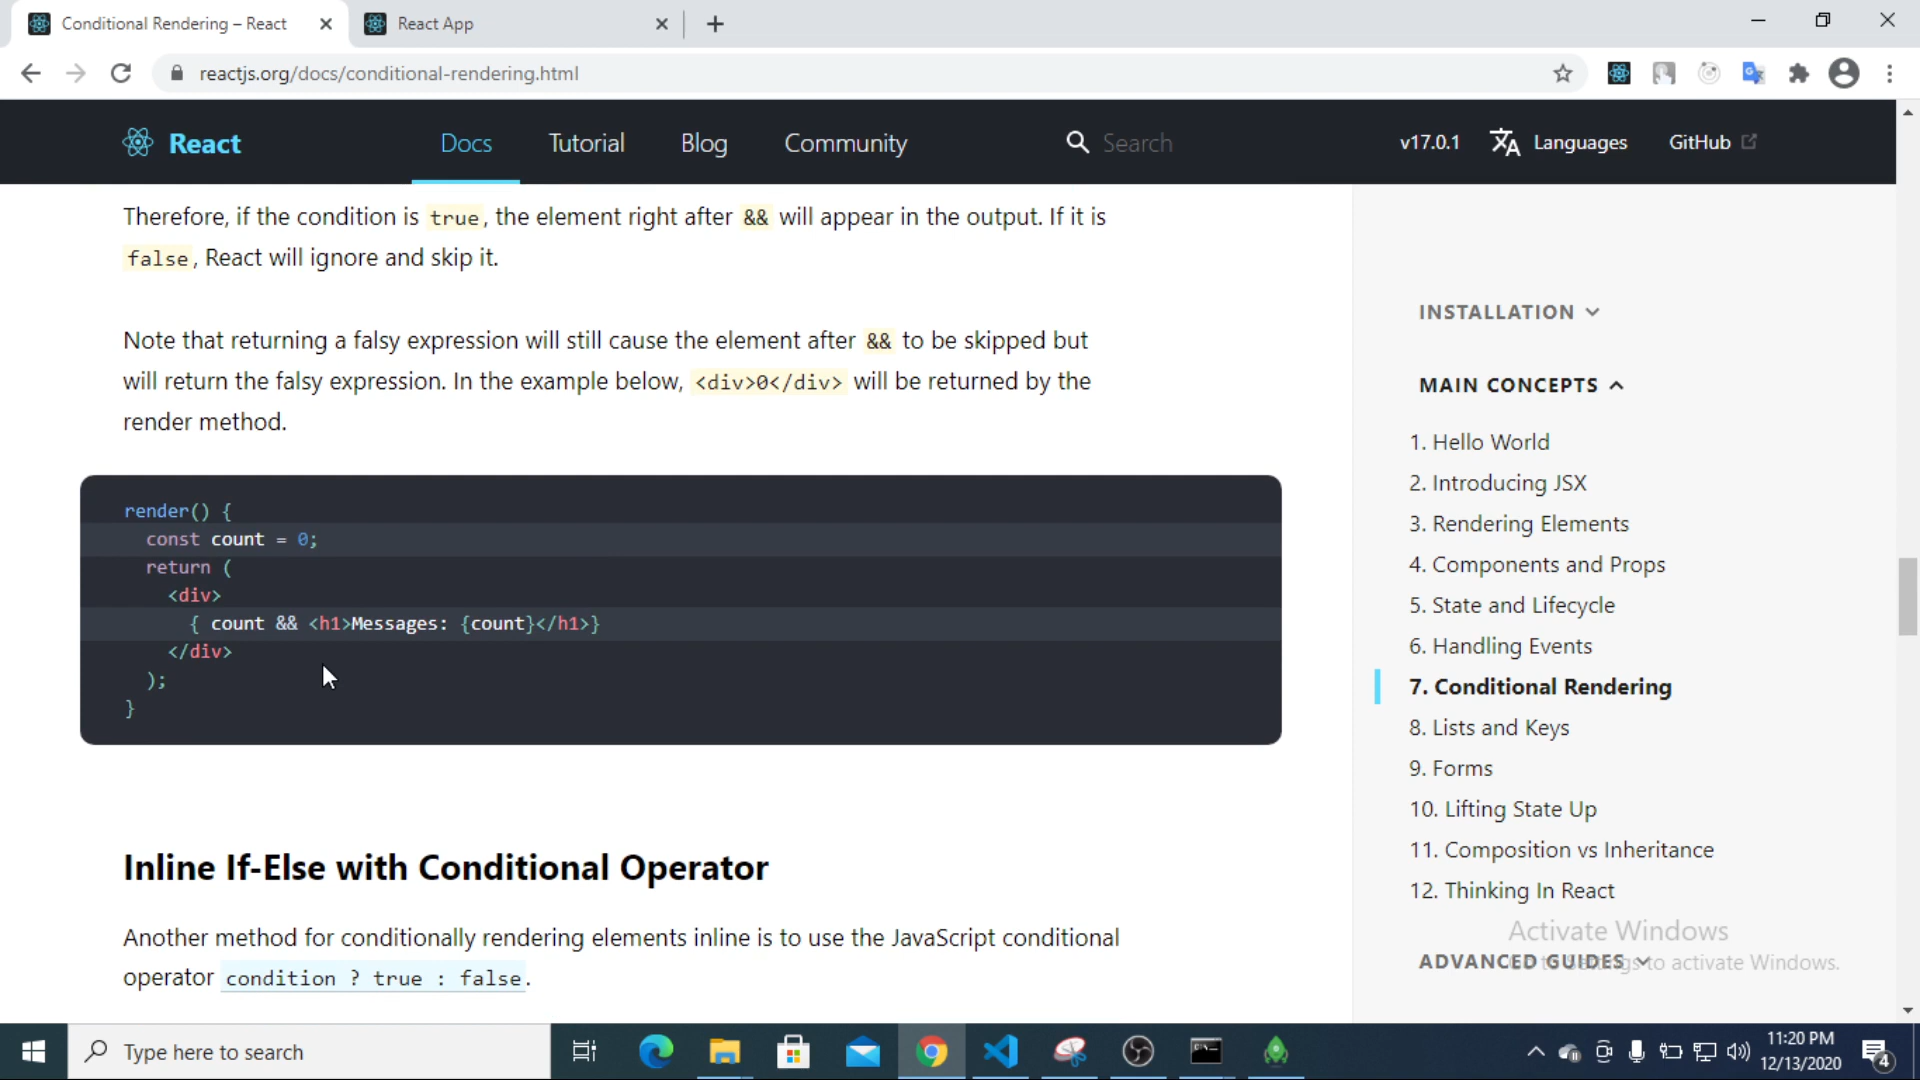 Conditional Rendering – React
React App
reactjs.org/docs/conditional-rendering.html
React
Docs
Tutorial
Blog
Community
Search
v17.0.1
Languages
GitHub
Therefore, if the condition is true, the element right after && will appear in the output. If it is
false, React will ignore and skip it.
Note that returning a falsy expression will still cause the element after && to be skipped but
will return the falsy expression. In the example below, <div>0</div> will be returned by the
render method.
render() {
const count = 0;
return (
<div>
{ count && <h1>Messages: {count}</h1>}
</div>
);
}
Inline If-Else with Conditional Operator
Another method for conditionally rendering elements inline is to use the JavaScript conditional
operator condition ? true : false.
INSTALLATION
MAIN CONCEPTS
1. Hello World
2. Introducing JSX
3. Rendering Elements
4. Components and Props
5. State and Lifecycle
6. Handling Events
7. Conditional Rendering
8. Lists and Keys
9. Forms
10. Lifting State Up
11. Composition vs Inheritance
12. Thinking In React
Activate Windows
ADVANCED GUIDES
Go to Settings to activate Windows.
Type here to search
11:20 PM
12/13/2020
4